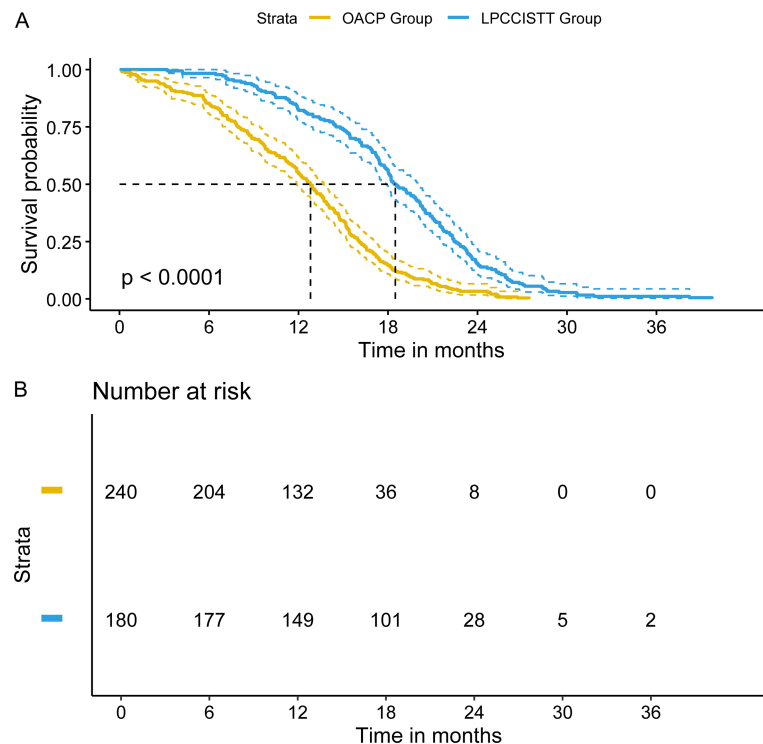 A
Strata OACP Group LPCCISTT Group
Survival probability
1.00
0.75
0.50
0.25
0.00
p < 0.0001
0 6 12 18 24 30 36
Time in months
B
Number at risk
Strata
240 204 132 36 8 0 0
180 177 149 101 28 5 2
0 6 12 18 24 30 36
Time in months